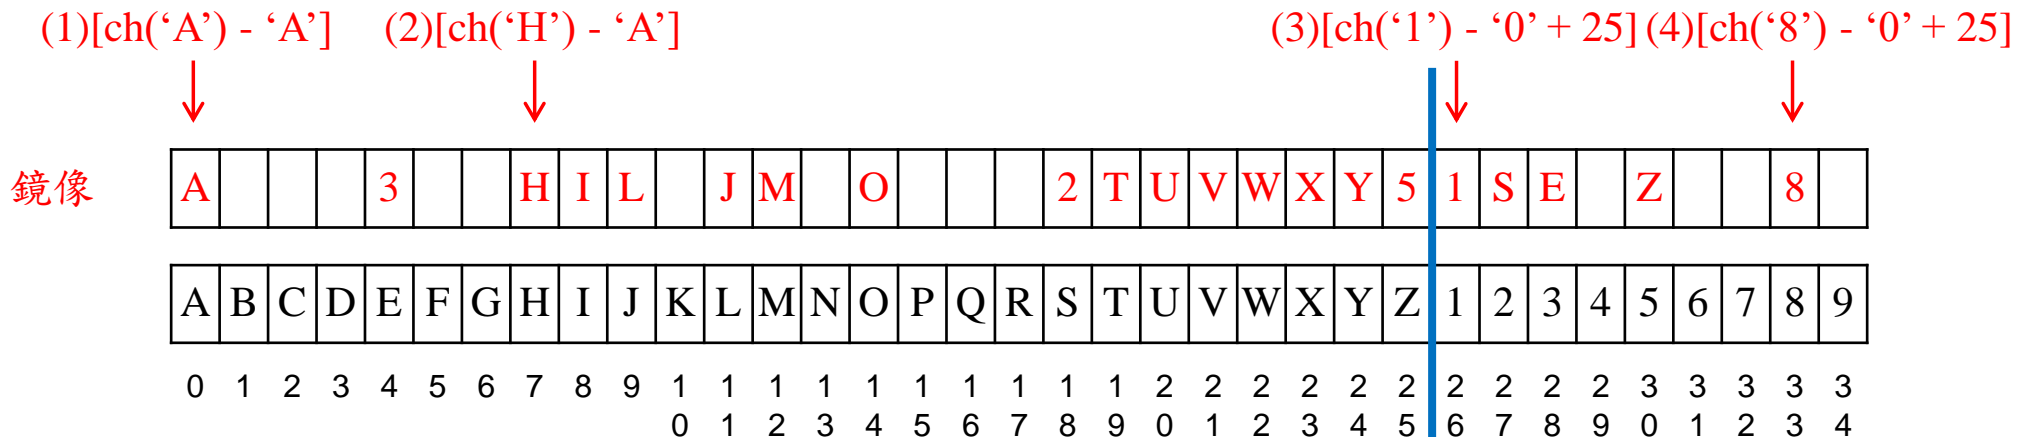 (1)[ch(‘A’) - ‘A’] (2)[ch(‘H’) - ‘A’] (3)[ch(‘1’) - ‘0’ + 25] (4)[ch(‘8’) - ‘0’ + 25]
鏡像 A 3 H I L J M O 2 T U V W X Y 5 1 S E Z 8
A B C D E F G H I J K L M N O P Q R S T U V W X Y Z 1 2 3 4 5 6 7 8 9
0 1 2 3 4 5 6 7 8 9 10 11 12 13 14 15 16 17 18 19 20 21 22 23 24 25 26 27 28 29 30 31 32 33 34